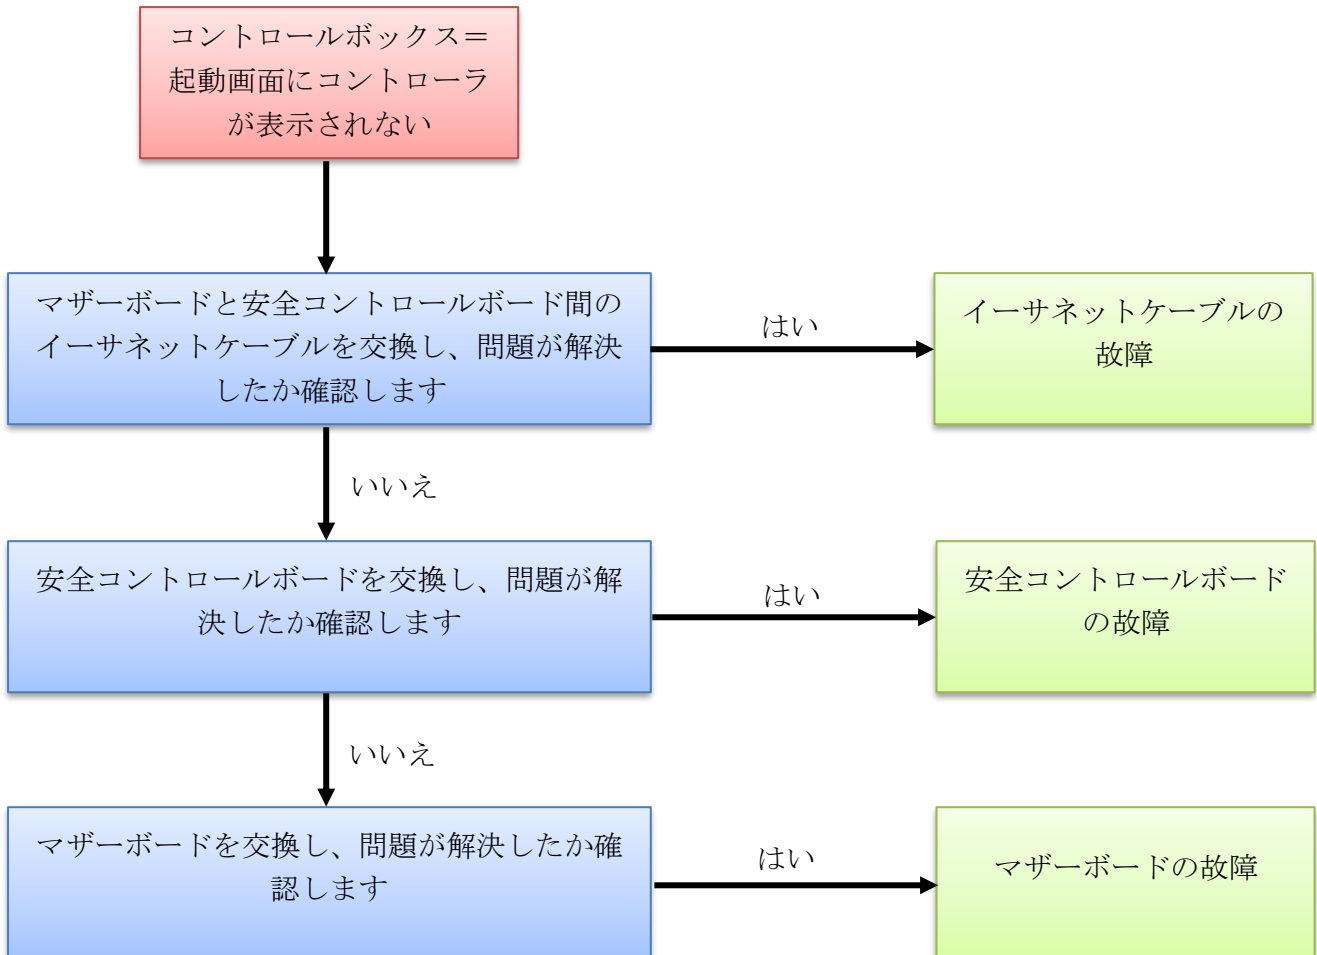 コントロールボックス＝
起動画面にコントローラ
が表示されない
マザーボードと安全コントロールボード間の
イーサネットケーブルを交換し、問題が解決
したか確認します
はい
イーサネットケーブルの
故障
いいえ
安全コントロールボードを交換し、問題が解
決したか確認します
はい
安全コントロールボード
の故障
いいえ
マザーボードを交換し、問題が解決したか確
認します
はい
マザーボードの故障